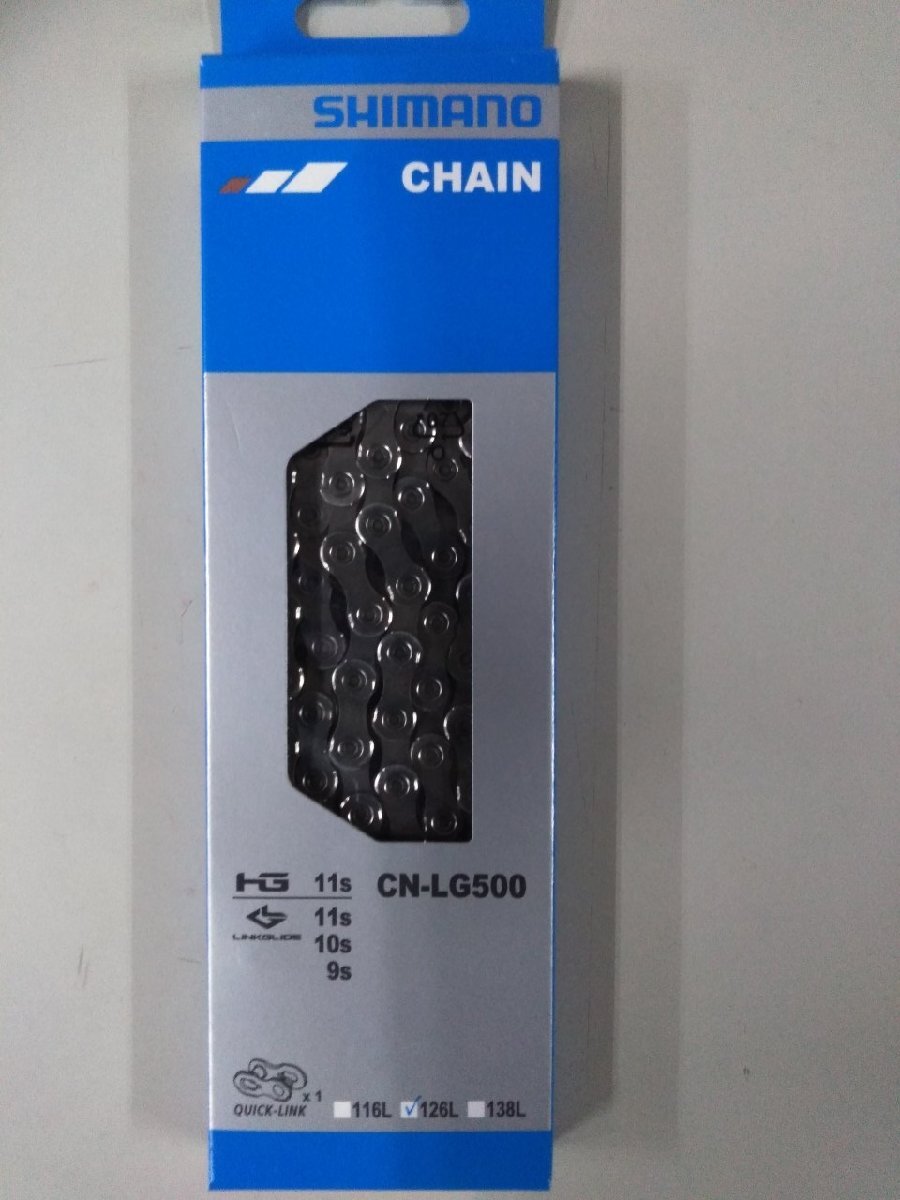 SHIMANO
CHAIN
HG 11s CN-LG500
LINKGLIDE 11s
10s
9s
x 1
QUICK-LINK 116L ✓126L 138L